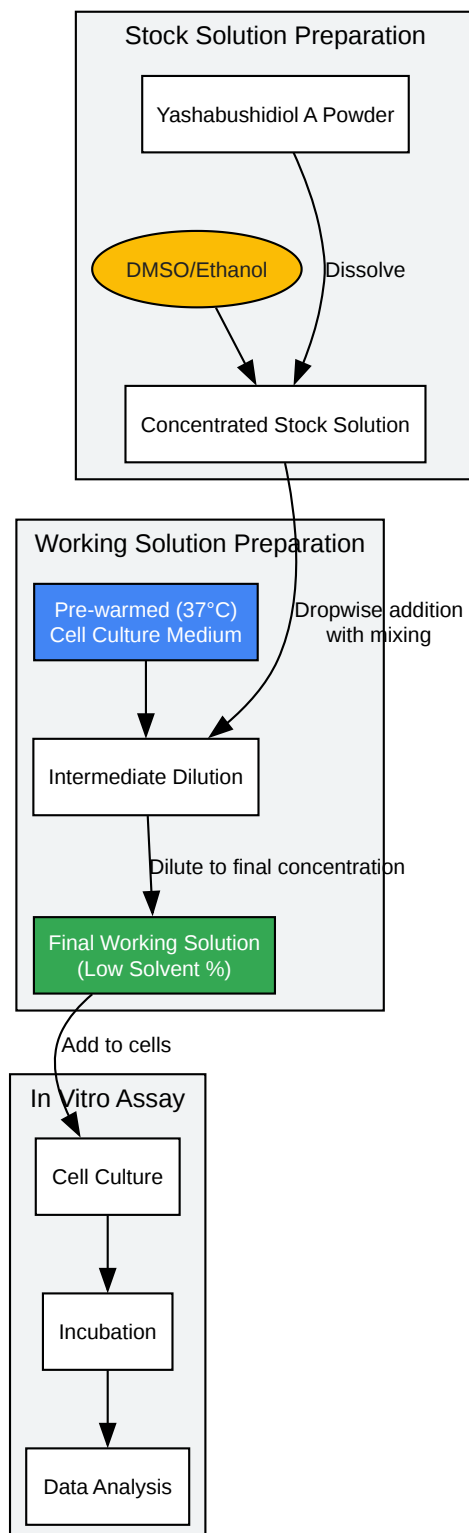 Stock Solution Preparation
Yashabushidiol A Powder
DMSO/Ethanol
Dissolve
Concentrated Stock Solution
Working Solution Preparation
Pre-warmed (37°C)
Cell Culture Medium
Dropwise addition
with mixing
Intermediate Dilution
Dilute to final concentration
Final Working Solution
(Low Solvent %)
Add to cells
In Vitro Assay
Cell Culture
Incubation
Data Analysis